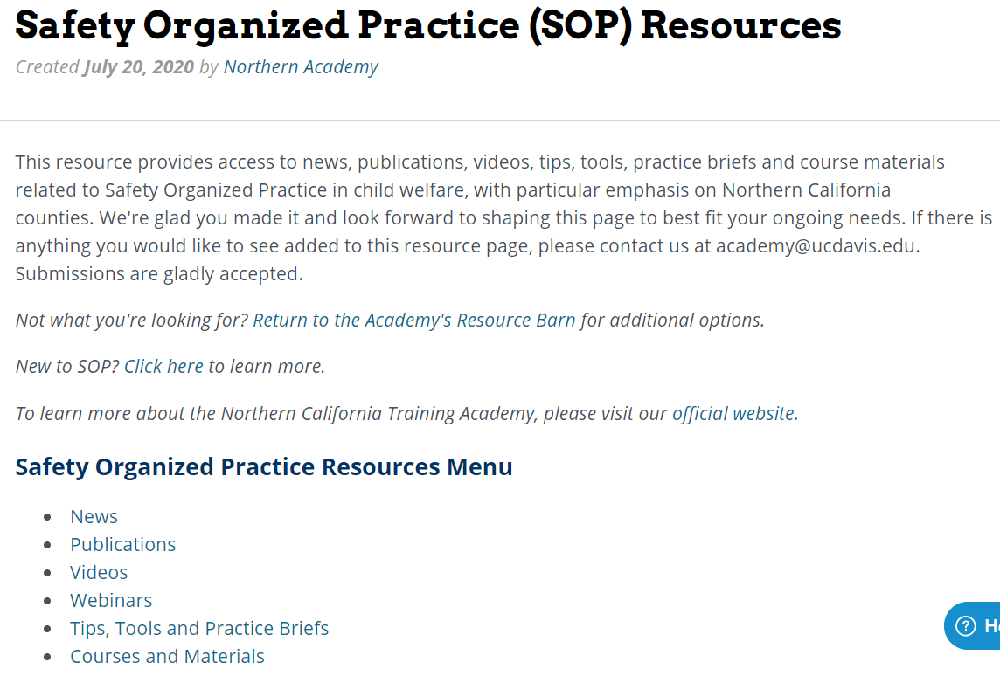 Safety Organized Practice (SOP) Resources
Created July 20, 2020 by Northern Academy
This resource provides access to news, publications, videos, tips, tools, practice briefs and course materials
related to Safety Organized Practice in child welfare, with particular emphasis on Northern California
counties. We're glad you made it and look forward to shaping this page to best fit your ongoing needs. If there is
anything you would like to see added to this resource page, please contact us at academy@ucdavis.edu.
Submissions are gladly accepted.
Not what you're looking for? Return to the Academy's Resource Barn for additional options.
New to SOP? Click here to learn more.
To learn more about the Northern California Training Academy, please visit our official website.
Safety Organized Practice Resources Menu
• News
• Publications
• Videos
• Webinars
• Tips, Tools and Practice Briefs
• Courses and Materials